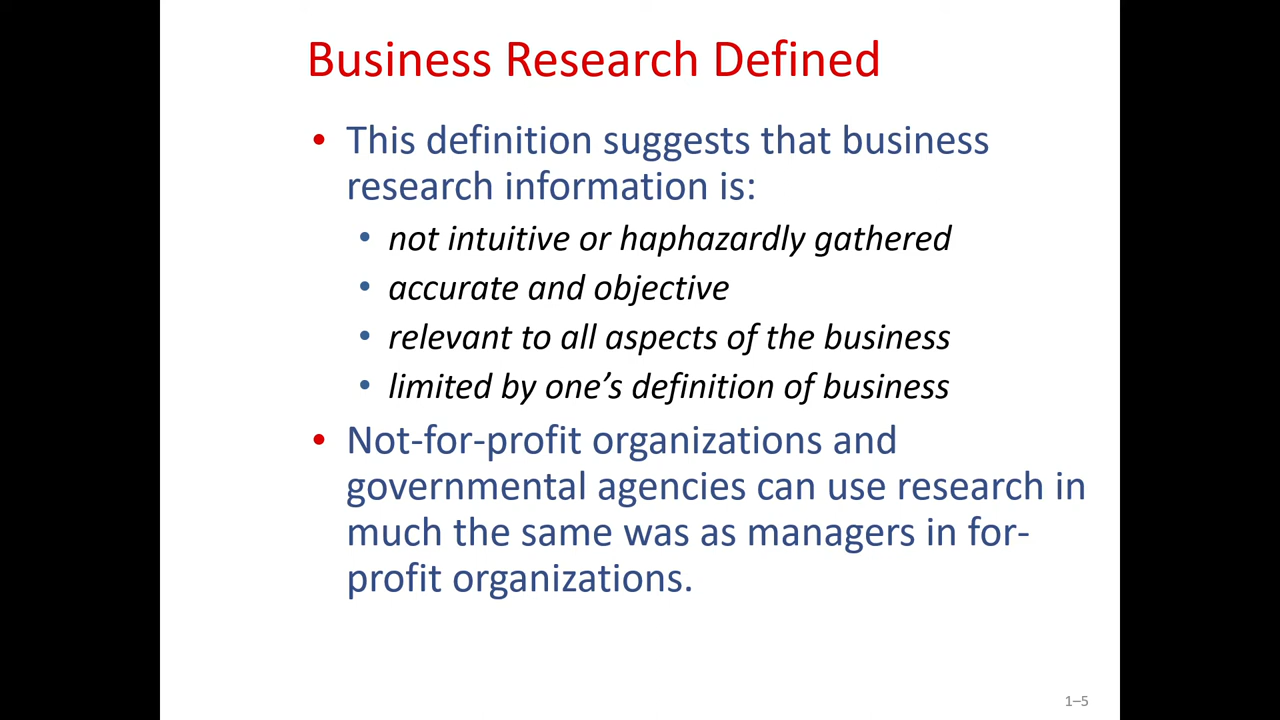 Business Research Defined
• This definition suggests that business
research information is:
• not intuitive or haphazardly gathered
• accurate and objective
• relevant to all aspects of the business
• limited by one’s definition of business
• Not-for-profit organizations and
governmental agencies can use research in
much the same was as managers in for-
profit organizations.
1–5